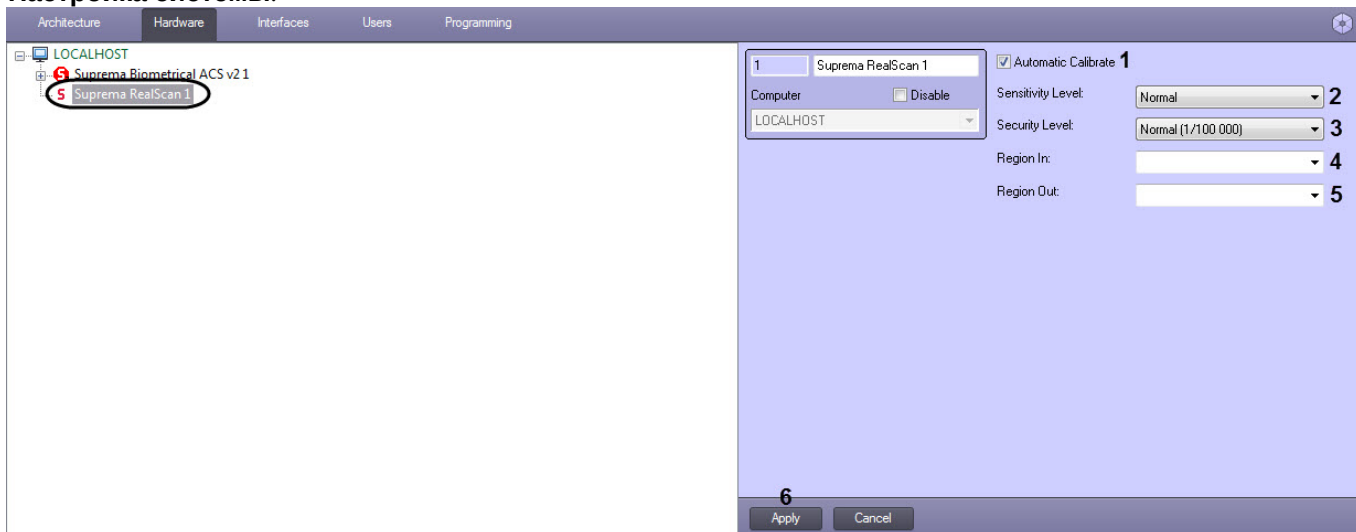 Настройка системы.
Architecture Hardware Interfaces Users Programming
LOCALHOST
Suprema Biometrical ACS v2 1
Suprema RealScan 1
1 Suprema RealScan 1
Computer Disable
LOCALHOST
Automatic Calibrate 1
Sensitivity Level: Normal 2
Security Level: Normal (1/100 000) 3
Region In: 4
Region Out: 5
6
Apply Cancel